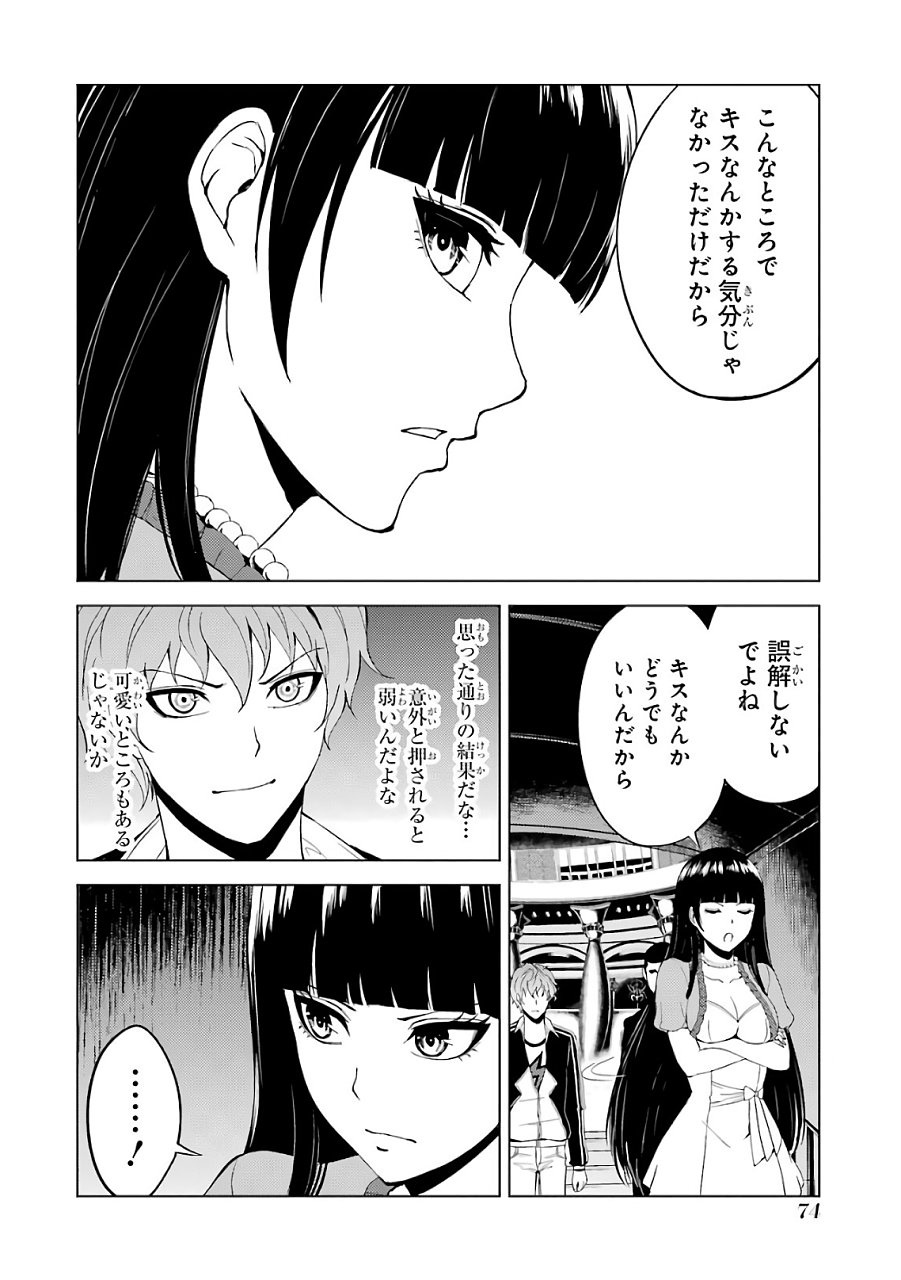 こんなところで
キスなんかする気分じゃ
なかっただけだから
誤解しない
でよね
キスなんか
どうでも
いいんだから
思った通りの結果だな…
意外と押されると
弱いんだよな
可愛いところもある
じゃないか
………！
74